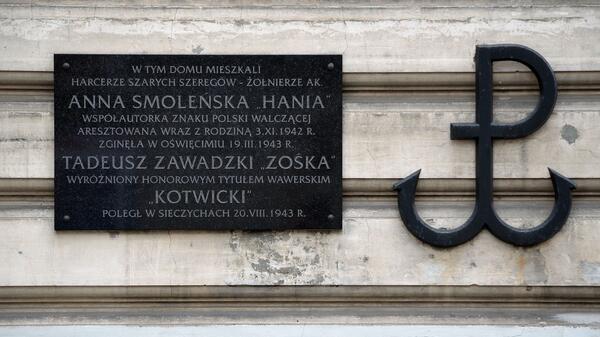 W TYM DOMU MIESZKALI
HARCERZE SZARYCH SZEREGÓW - ŻOŁNIERZE AK.
ANNA SMOLEŃSKA „HANIA"
WSPÓŁAUTORKA ZNAKU POLSKI WALCZĄCEJ
ARESZTOWANA WRAZ Z RODZINĄ 3.XI.1942 R.
ZGINĘŁA W OŚWIĘCIMIU 19.III.1943 R.
TADEUSZ ZAWADZKI „ZOŚKA"
WYRÓŻNIONY HONOROWYM TYTUŁEM WAWERSKIM
„KOTWICKI"
POLEGŁ W SIECZYCHACH 20.VIII.1943 R.